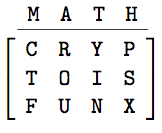 M A T H
C R Y P
T O I S
F U N X